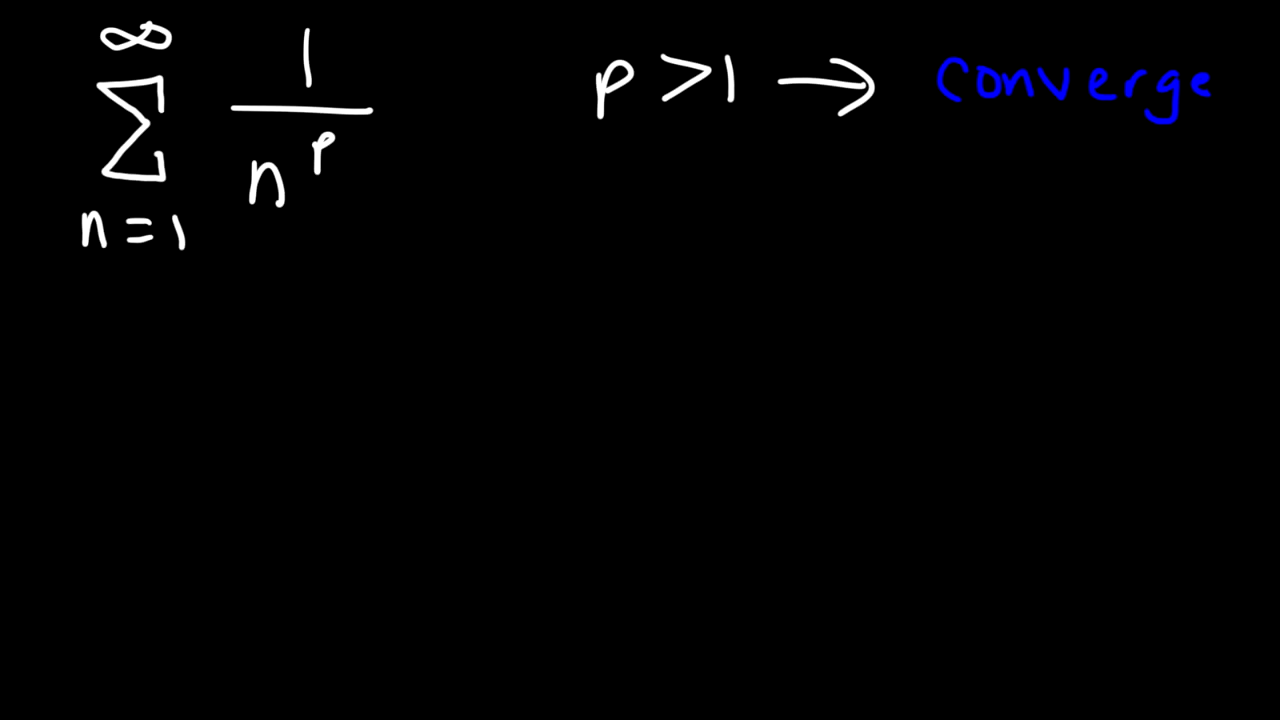 ∞
∑ 1/n^p
n = 1
p > 1 → converge